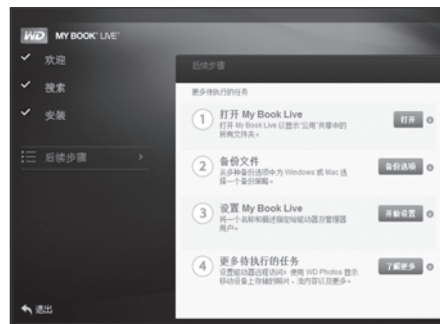 WD MY BOOK LIVE™
欢迎
搜索
安装
后续步骤
后续步骤
更多待执行的任务
1 打开 My Book Live
打开 My Book Live 以显示“公用”共享中的
所有文件夹。
打开
2 备份文件
从多种备份选项中为 Windows 或 Mac 选
择一个备份策略。
备份选项
3 设置 My Book Live
将一个名称和描述指定给驱动器及管理器
用户。
开始设置
4 更多待执行的任务
设置驱动器远程访问。使用 WD Photos 显示
移动设备上存储的照片、流内容以及更多。
了解更多
退出